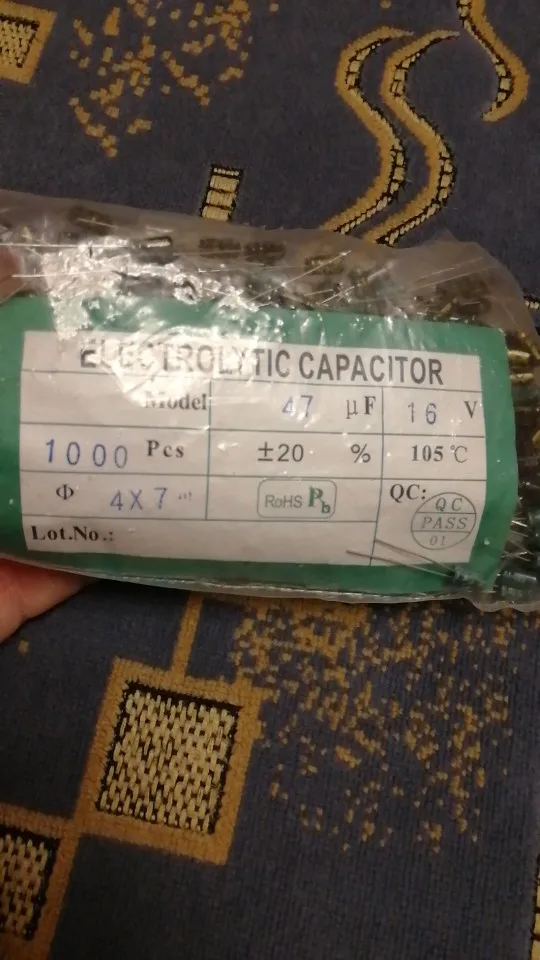 ELECTROLYTIC CAPACITOR
Model 47 μF 16 V
1000 Pcs ±20 % 105℃
Φ 4X7 RoHS Pb QC:
QC
PASS
01
Lot.No.: